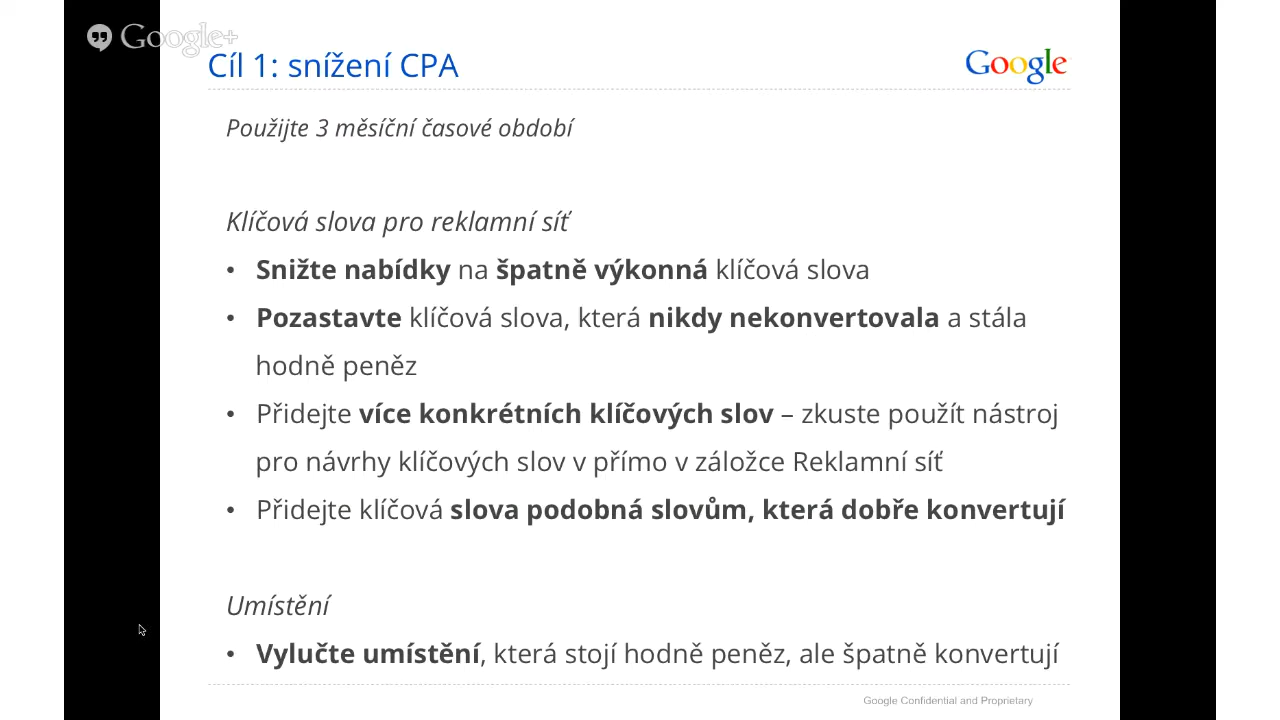 Google+
Cíl 1: snížení CPA
Google
Použijte 3 měsíční časové období
Klíčová slova pro reklamní síť
• Snižte nabídky na špatně výkonná klíčová slova
• Pozastavte klíčová slova, která nikdy nekonvertovala a stála
hodně peněz
• Přidejte více konkrétních klíčových slov – zkuste použít nástroj
pro návrhy klíčových slov v přímo v záložce Reklamní síť
• Přidejte klíčová slova podobná slovům, která dobře konvertují
Umístění
• Vylučte umístění, která stojí hodně peněz, ale špatně konvertují
Google Confidential and Proprietary